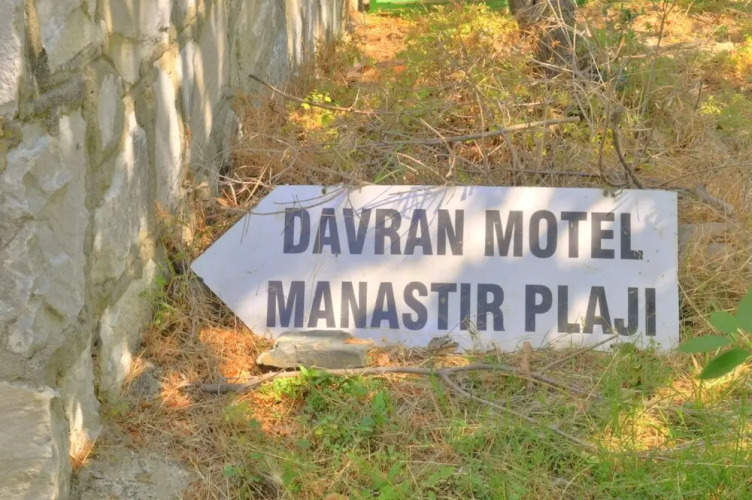 DAVRAN MOTEL
MANASTIR PLAJI